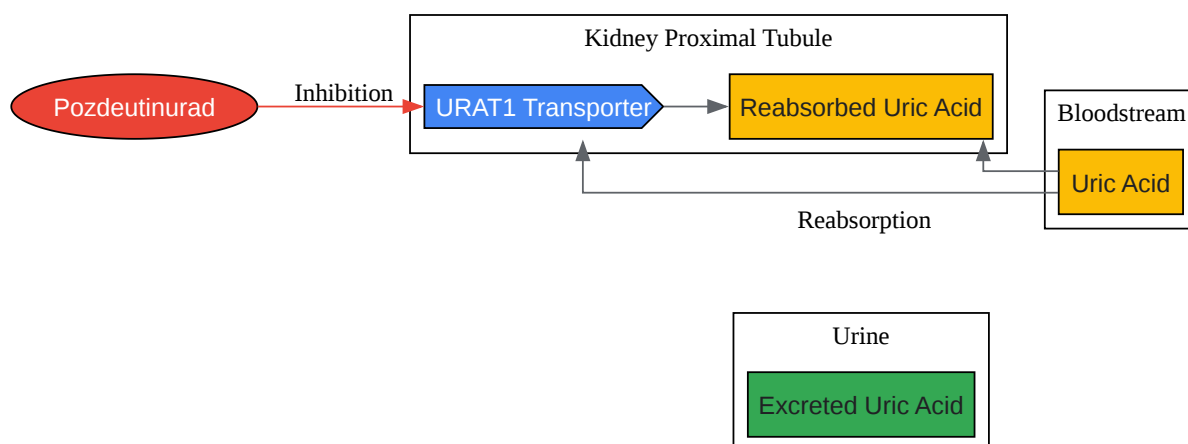 Kidney Proximal Tubule
Pozdeutinurad
Inhibition
URAT1 Transporter
Reabsorbed Uric Acid
Bloodstream
Uric Acid
Reabsorption
Urine
Excreted Uric Acid